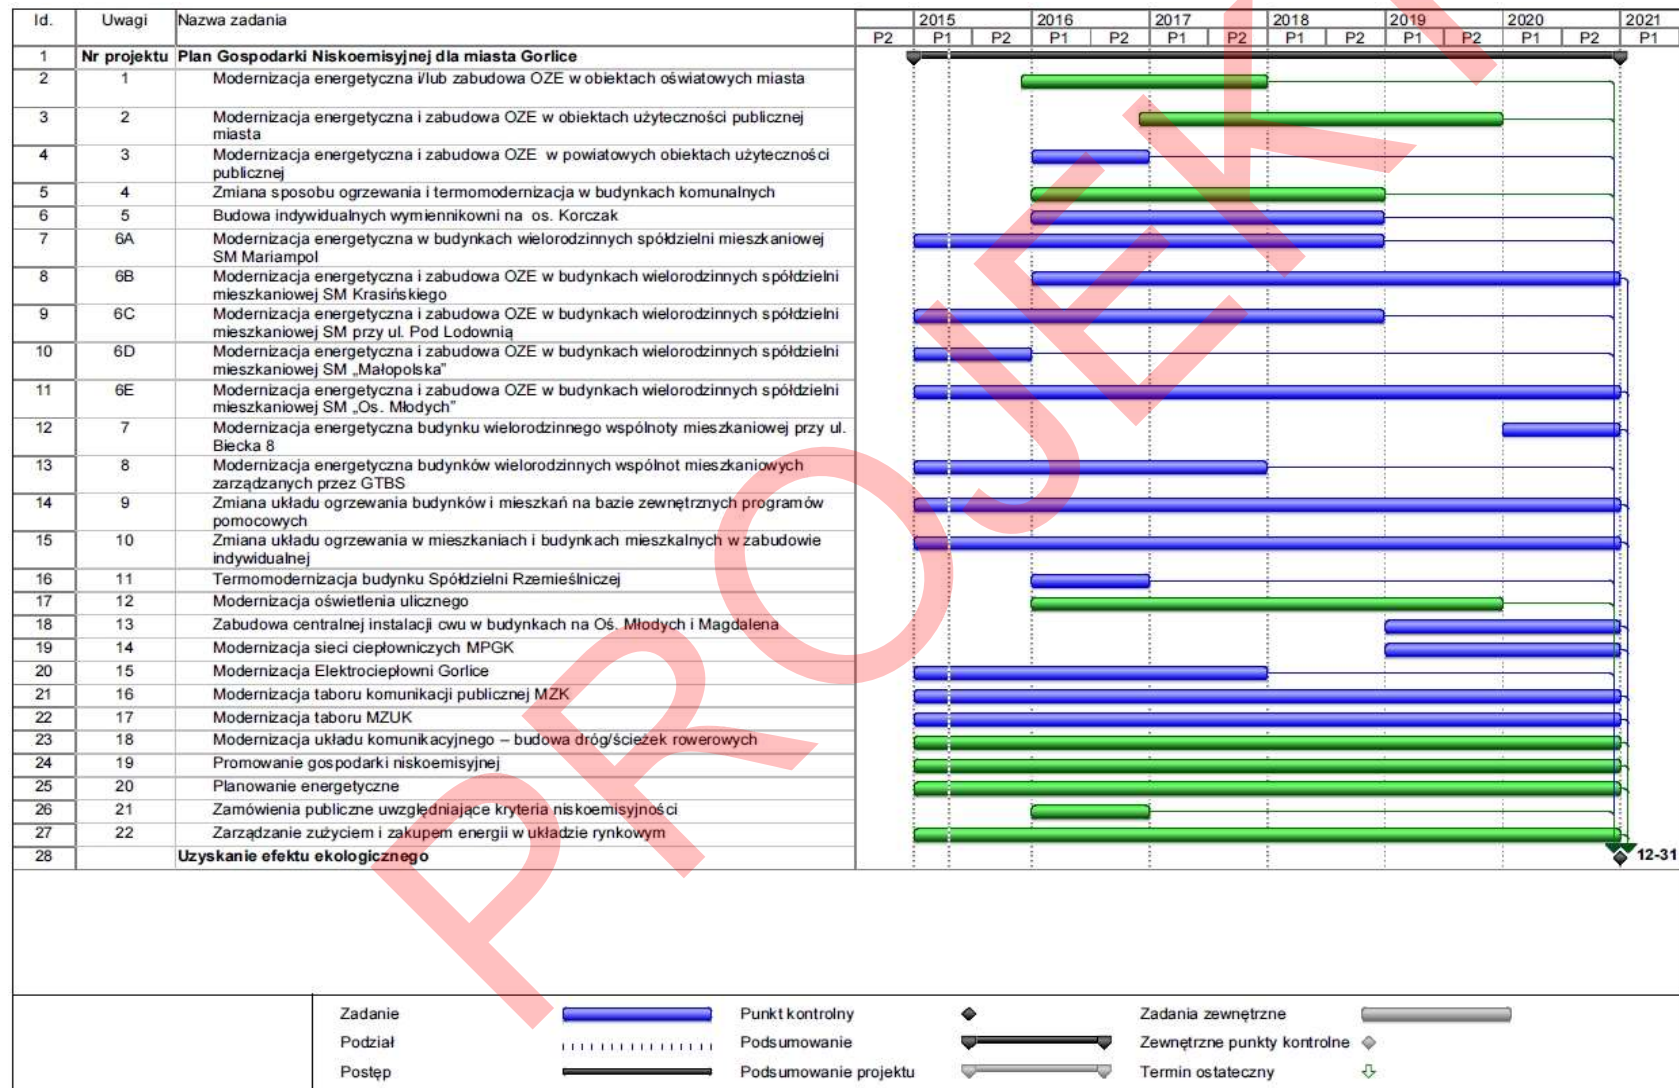 Id. Uwagi Nazwa zadania 2015 2016 2017 2018 2019 2020 2021
P2 P1 P2 P1 P2 P1 P2 P1 P2 P1 P2 P1 P2 P1
1 Nr projektu Plan Gospodarki Niskoemisyjnej dla miasta Gorlice
2 1 Modernizacja energetyczna i/lub zabudowa OZE w obiektach oświatowych miasta
3 2 Modernizacja energetyczna i zabudowa OZE w obiektach użyteczności publicznej
miasta
4 3 Modernizacja energetyczna i zabudowa OZE w powiatowych obiektach użyteczności
publicznej
5 4 Zmiana sposobu ogrzewania i termomodernizacja w budynkach komunalnych
6 5 Budowa indywidualnych wymiennikowni na os. Korczak
7 6A Modernizacja energetyczna w budynkach wielorodzinnych spółdzielni mieszkaniowej
SM Mariampol
8 6B Modernizacja energetyczna i zabudowa OZE w budynkach wielorodzinnych spółdzielni
mieszkaniowej SM Krasińskiego
9 6C Modernizacja energetyczna i zabudowa OZE w budynkach wielorodzinnych spółdzielni
mieszkaniowej SM przy ul. Pod Lodownią
10 6D Modernizacja energetyczna i zabudowa OZE w budynkach wielorodzinnych spółdzielni
mieszkaniowej SM „Małopolska”
11 6E Modernizacja energetyczna i zabudowa OZE w budynkach wielorodzinnych spółdzielni
mieszkaniowej SM „Os. Młodych”
12 7 Modernizacja energetyczna budynku wielorodzinnego wspólnoty mieszkaniowej przy ul.
Biecka 8
13 8 Modernizacja energetyczna budynków wielorodzinnych wspólnot mieszkaniowych
zarządzanych przez GTBS
14 9 Zmiana układu ogrzewania budynków i mieszkań na bazie zewnętrznych programów
pomocowych
15 10 Zmiana układu ogrzewania w mieszkaniach i budynkach mieszkalnych w zabudowie
indywidualnej
16 11 Termomodernizacja budynku Spółdzielni Rzemieślniczej
17 12 Modernizacja oświetlenia ulicznego
18 13 Zabudowa centralnej instalacji cwu w budynkach na Oś. Młodych i Magdalena
19 14 Modernizacja sieci ciepłowniczych MPGK
20 15 Modernizacja Elektrociepłowni Gorlice
21 16 Modernizacja taboru komunikacji publicznej MZK
22 17 Modernizacja taboru MZUK
23 18 Modernizacja układu komunikacyjnego – budowa dróg/ścieżek rowerowych
24 19 Promowanie gospodarki niskoemisyjnej
25 20 Planowanie energetyczne
26 21 Zamówienia publiczne uwzględniające kryteria niskoemisyjności
27 22 Zarządzanie zużyciem i zakupem energii w układzie rynkowym
28 Uzyskanie efektu ekologicznego 12-31
PROJEKT
Zadanie Punkt kontrolny Zadania zewnętrzne
Podział Podsumowanie Zewnętrzne punkty kontrolne
Postęp Podsumowanie projektu Termin ostateczny